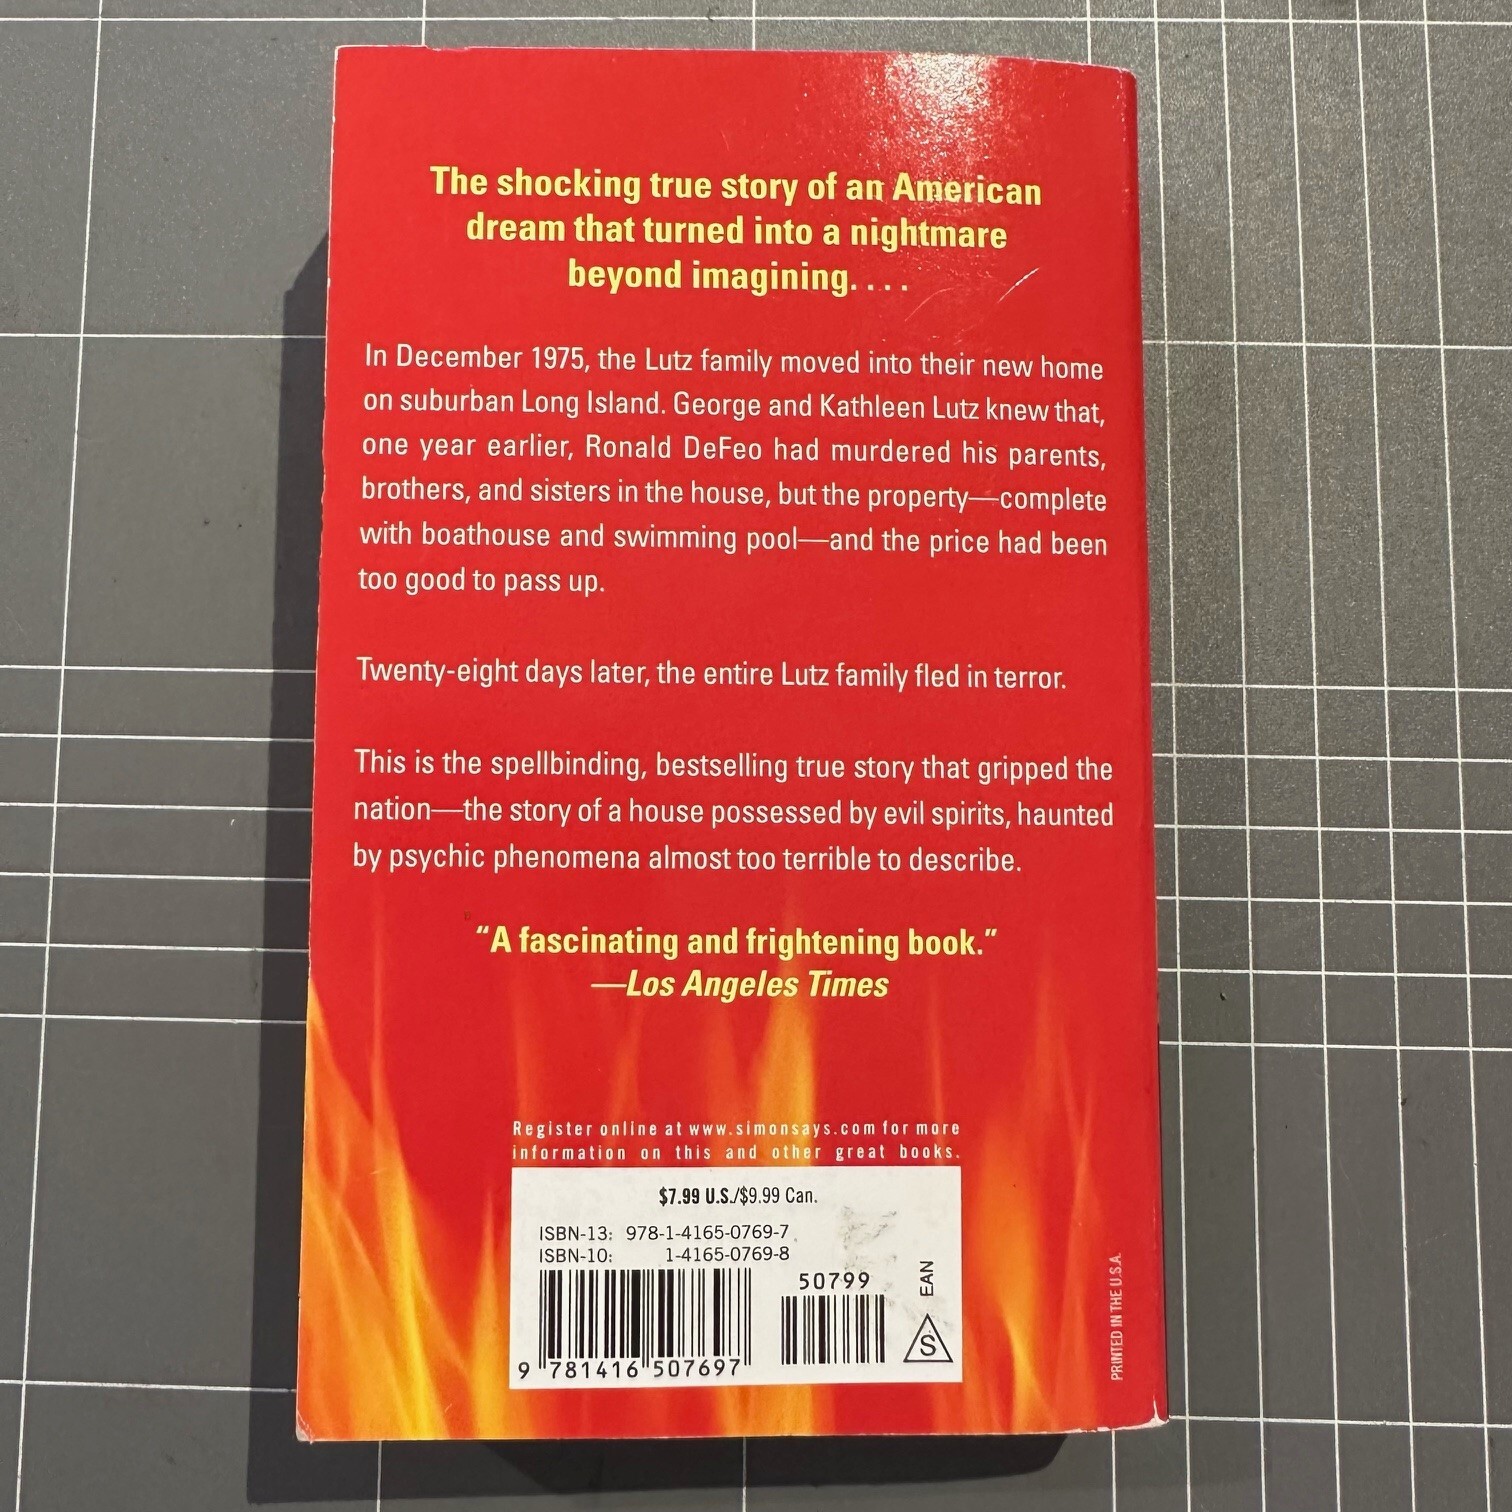 The shocking true story of an American
dream that turned into a nightmare
beyond imagining. . . .
In December 1975, the Lutz family moved into their new home
on suburban Long Island. George and Kathleen Lutz knew that,
one year earlier, Ronald DeFeo had murdered his parents,
brothers, and sisters in the house, but the property—complete
with boathouse and swimming pool—and the price had been
too good to pass up.
Twenty-eight days later, the entire Lutz family fled in terror.
This is the spellbinding, bestselling true story that gripped the
nation—the story of a house possessed by evil spirits, haunted
by psychic phenomena almost too terrible to describe.
“A fascinating and frightening book.”
—Los Angeles Times
Register online at www.simonsays.com for more
information on this and other great books.
$7.99 U.S./$9.99 Can.
ISBN-13: 978-1-4165-0769-7
ISBN-10: 1-4165-0769-8
50799
EAN
S
9 781416 507697
PRINTED IN THE U.S.A.